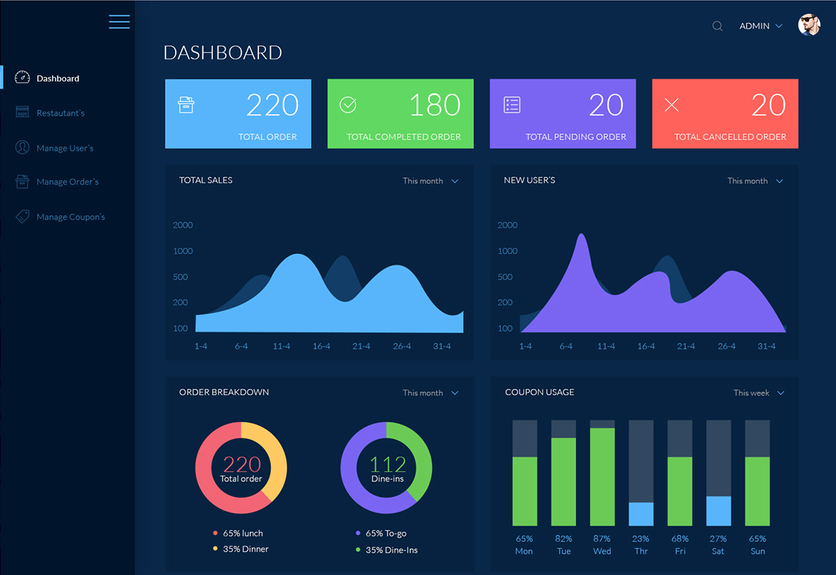 ADMIN
DASHBOARD
Dashboard
Restautant's
Manage User's
Manage Order's
Manage Coupon's
220
TOTAL ORDER
180
TOTAL COMPLETED ORDER
20
TOTAL PENDING ORDER
20
TOTAL CANCELLED ORDER
TOTAL SALES
This month
2000
1000
500
200
100
1-4 6-4 11-4 16-4 21-4 26-4 31-4
NEW USER'S
This month
2000
1000
500
200
100
1-4 6-4 11-4 16-4 21-4 26-4 31-4
ORDER BREAKDOWN
This month
220
Total order
65% lunch
35% Dinner
112
Dine-ins
65% To-go
35% Dine-Ins
COUPON USAGE
This week
65% 82% 87% 23% 68% 27% 65%
Mon Tue Wed Thr Fri Sat Sun